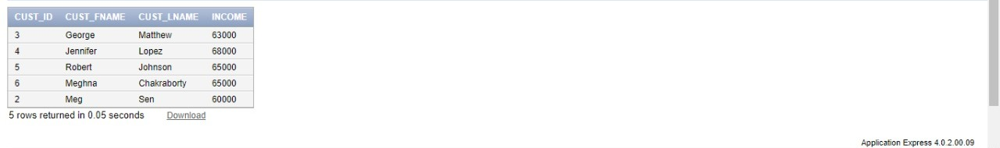 CUST_ID CUST_FNAME CUST_LNAME INCOME
3 George Matthew 63000
4 Jennifer Lopez 68000
5 Robert Johnson 65000
6 Meghna Chakraborty 65000
2 Meg Sen 60000
5 rows returned in 0.05 seconds Download
Application Express 4.0.2.00.09